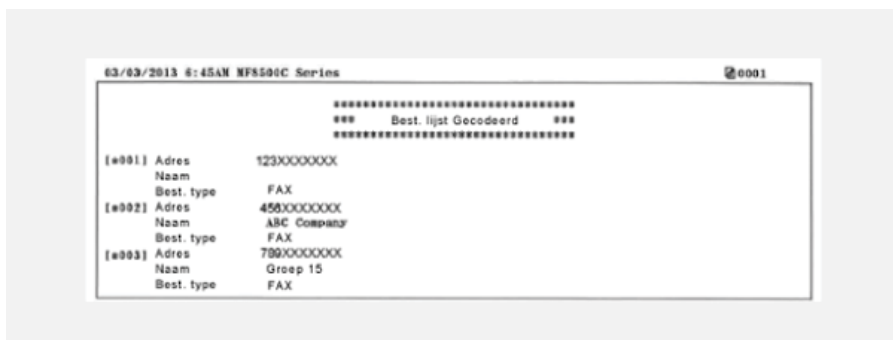 03/03/2013 6:45AM MF8500C Series 0001
**********************************
*** Best. lijst Gecodeerd ***
**********************************
[*001] Adres 123XXXXXXX
Naam
Best. type FAX
[*002] Adres 456XXXXXXX
Naam ABC Company
Best. type FAX
[*003] Adres 789XXXXXXX
Naam Groep 15
Best. type FAX